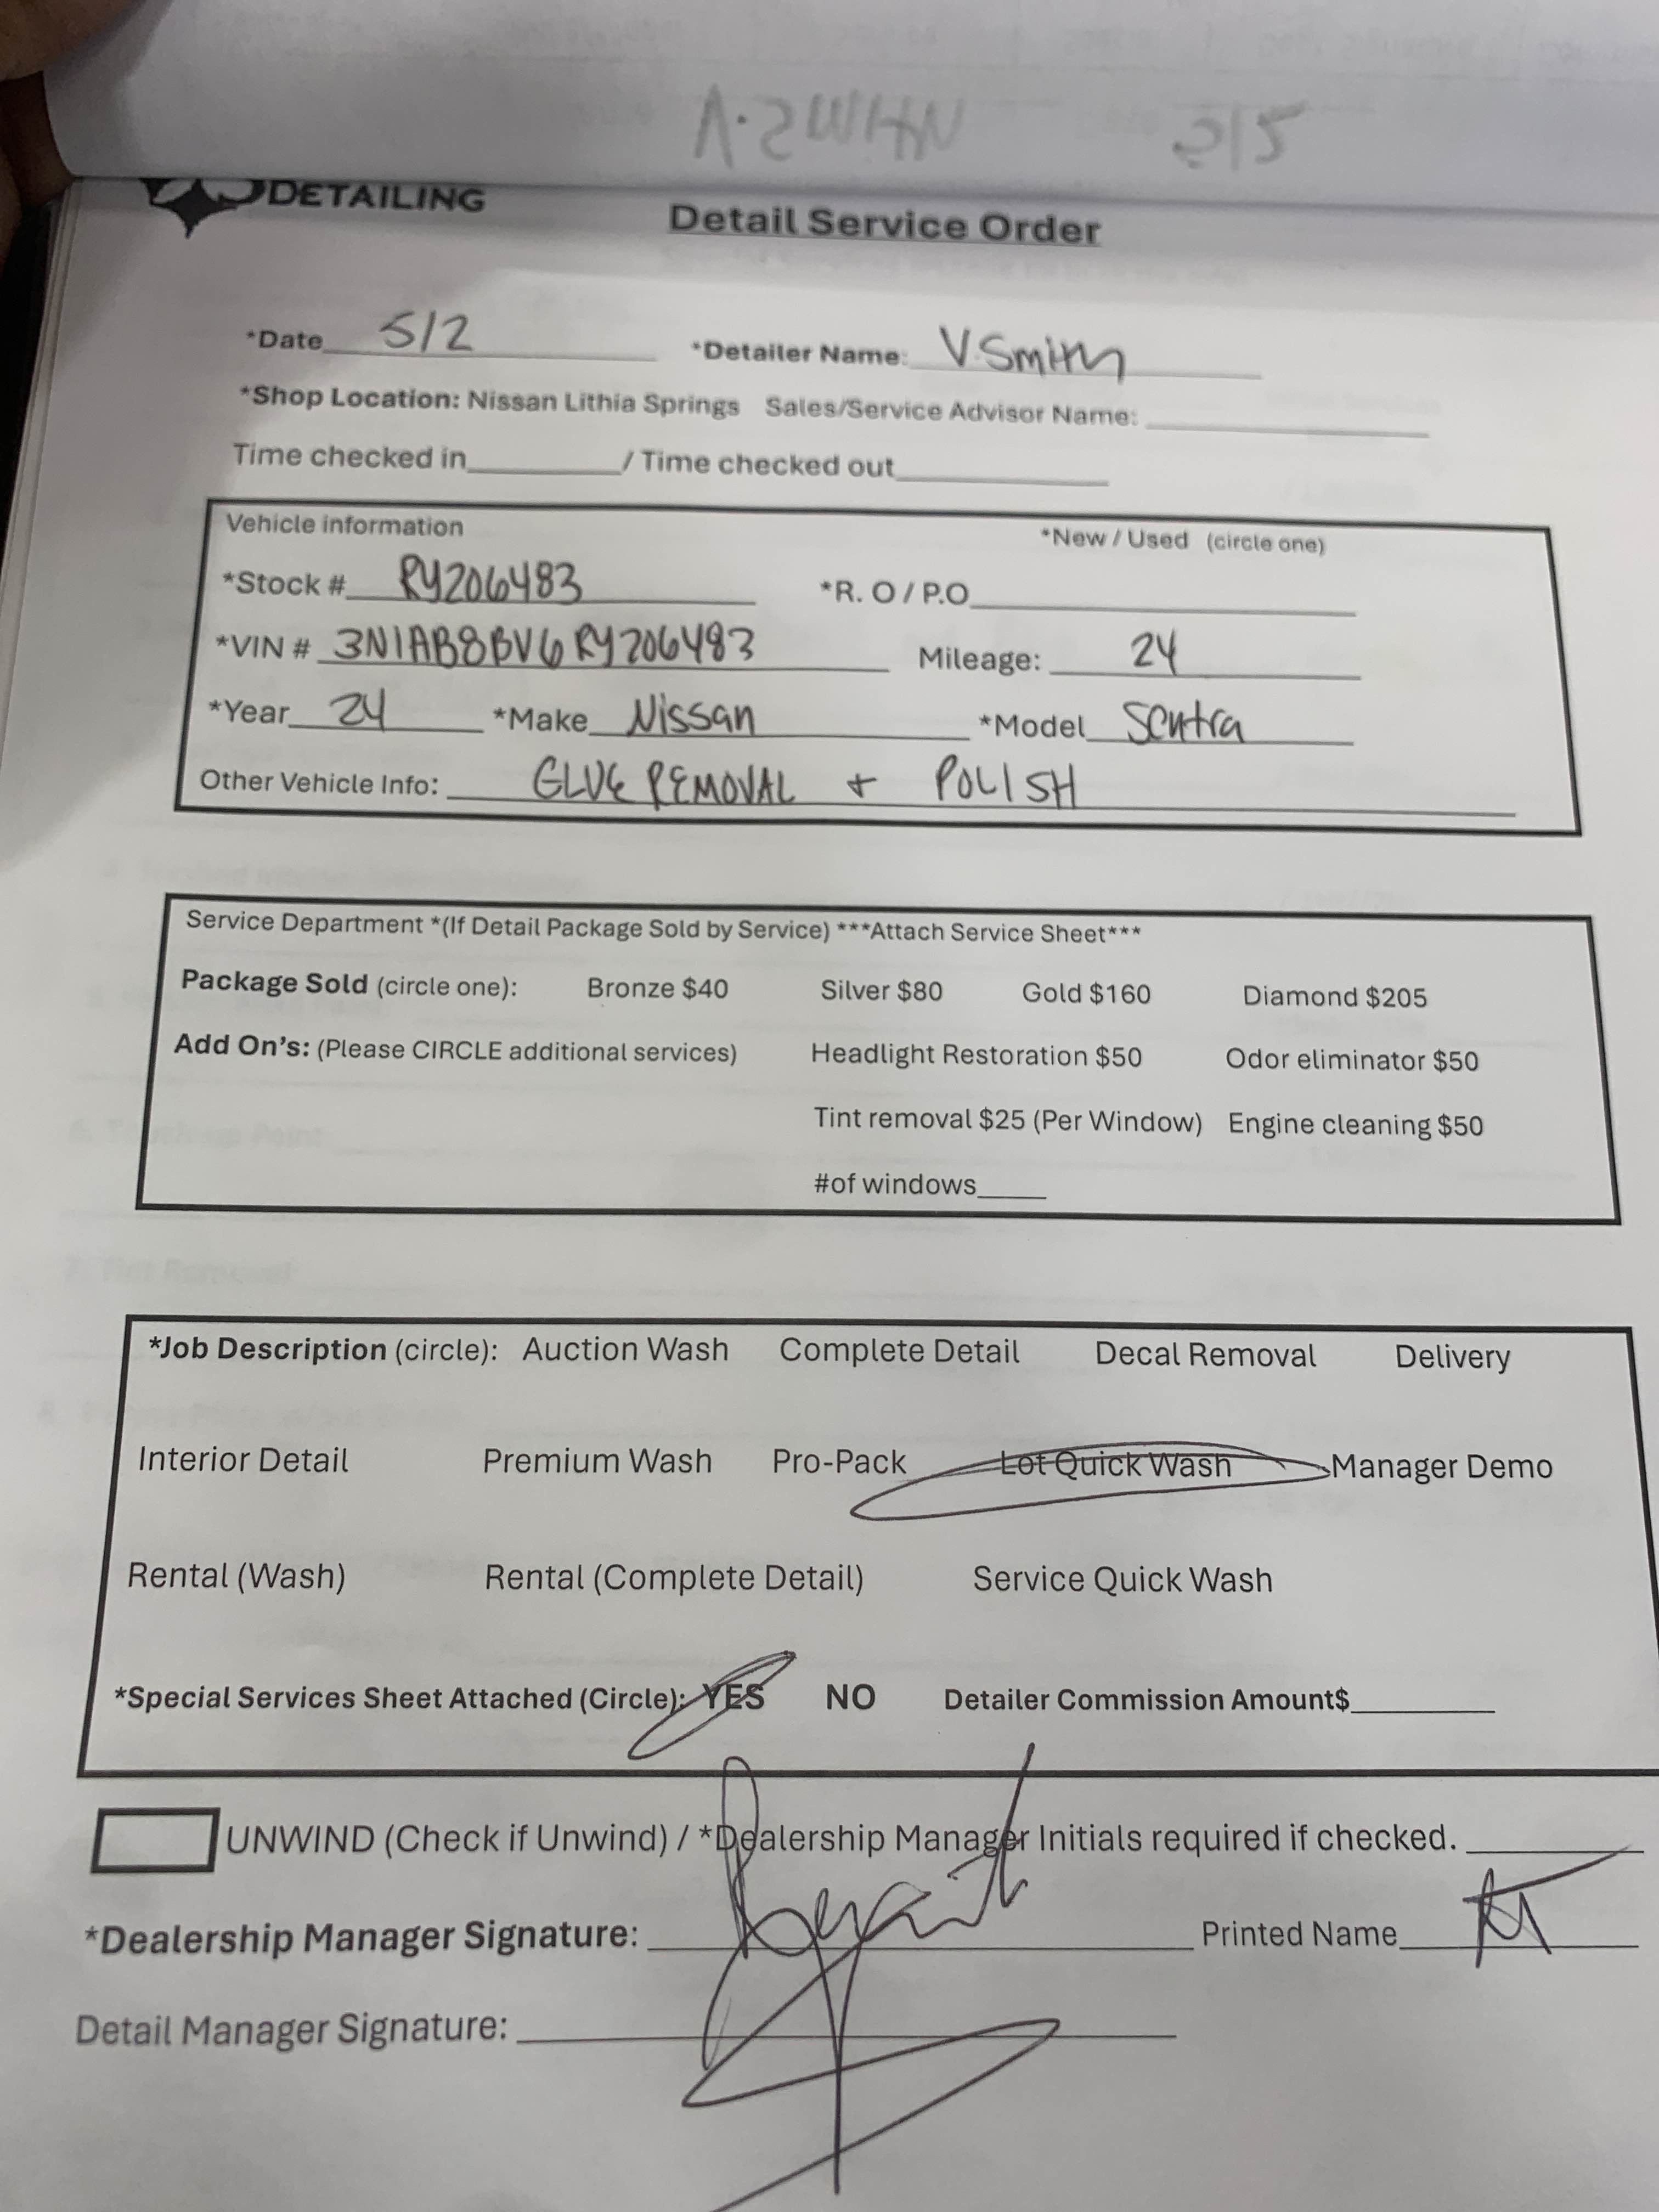 DETAILING
Detail Service Order
*Date 5/2 *Detailer Name: V. Smith
*Shop Location: Nissan Lithia Springs Sales/Service Advisor Name:
Time checked in / Time checked out
Vehicle information *New / Used (circle one)
*Stock # RY206483 *R. O / P.O
*VIN # 3N1AB8BV6RY206483 Mileage: 24
*Year 24 *Make Nissan *Model Sentra
Other Vehicle Info: GLUE REMOVAL + POLISH
Service Department *(If Detail Package Sold by Service) ***Attach Service Sheet***
Package Sold (circle one): Bronze $40 Silver $80 Gold $160 Diamond $205
Add On's: (Please CIRCLE additional services) Headlight Restoration $50 Odor eliminator $50
Tint removal $25 (Per Window) Engine cleaning $50
#of windows
*Job Description (circle): Auction Wash Complete Detail Decal Removal Delivery
Interior Detail Premium Wash Pro-Pack Lot Quick Wash Manager Demo
Rental (Wash) Rental (Complete Detail) Service Quick Wash
*Special Services Sheet Attached (Circle): YES NO Detailer Commission Amount$
UNWIND (Check if Unwind) / *Dealership Manager Initials required if checked.
*Dealership Manager Signature: Printed Name
Detail Manager Signature: